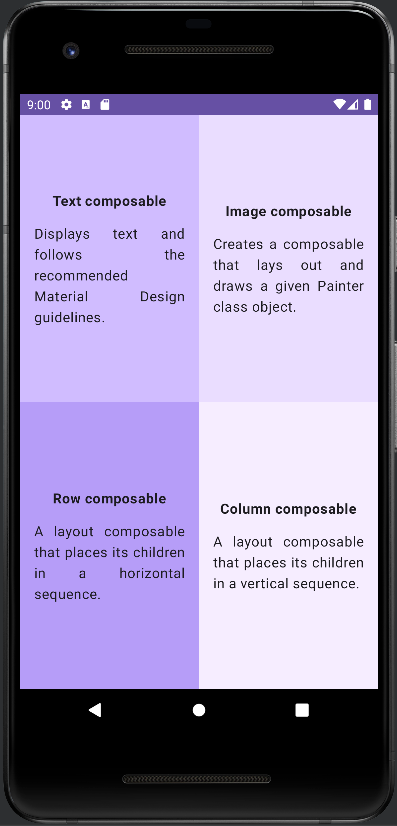 9:00
Text composable
Displays text and
follows the
recommended
Material Design
guidelines.
Image composable
Creates a composable
that lays out and
draws a given Painter
class object.
Row composable
A layout composable
that places its children
in a horizontal
sequence.
Column composable
A layout composable
that places its children
in a vertical sequence.